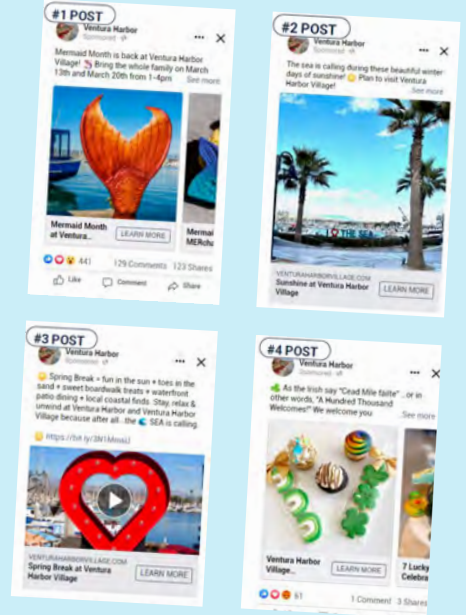 #1 POST
Ventura Harbor
Sponsored
Mermaid Month is back at Ventura Harbor
Village! Bring the whole family on March
13th and March 20th from 1-4pm See more
Mermaid Month
at Ventura...
LEARN MORE
Mermai
MERcha
441
129 Comments 123 Shares
Like
Comment
Share
#2 POST
Ventura Harbor
Sponsored
The sea is calling during these beautiful winter
days of sunshine! Plan to visit Ventura
Harbor Village!
See more
I THE SEA
VENTURAHARBORVILLAGE.COM
Sunshine at Ventura Harbor
Village
LEARN MORE
#3 POST
Ventura Harbor
Sponsored
Spring Break = fun in the sun + toes in the
sand + sweet boardwalk treats + waterfront
patio dining + local coastal finds. Stay, relax &
unwind at Ventura Harbor and Ventura Harbor
Village because after all...the SEA is calling.
VENTURAHARBORVILLAGE.COM
Spring Break at Ventura
Harbor Village
LEARN MORE
#4 POST
Ventura Harbor
Sponsored
As the Irish say "Cead Mile failte"...or in
other words, "A Hundred Thousand
Welcomes!" We welcome you
See more
Ventura Harbor
Village...
LEARN MORE
7 Lucky
Celebra
61
1 Comment 3 Shares